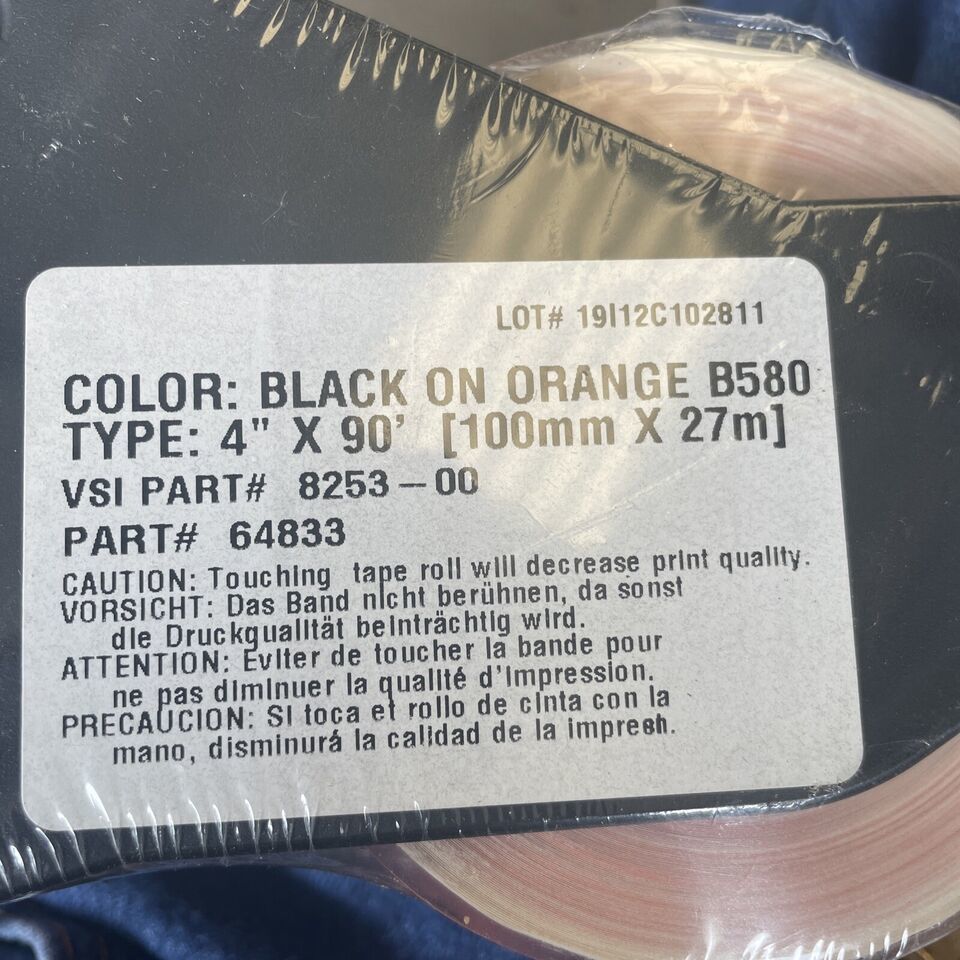 LOT# 19I12C102811
COLOR: BLACK ON ORANGE B580
TYPE: 4" X 90' [100mm X 27m]
VSI PART# 8253-00
PART# 64833
CAUTION: Touching tape roll will decrease print quality.
VORSICHT: Das Band nicht berühnen, da sonst
die Druckqualität beinträchtig wird.
ATTENTION: Eviter de toucher la bande pour
ne pas diminuer la qualité d'impression.
PRECAUCION: Si toca et rollo de cinta con la
mano, disminurá la calidad de la impresh.